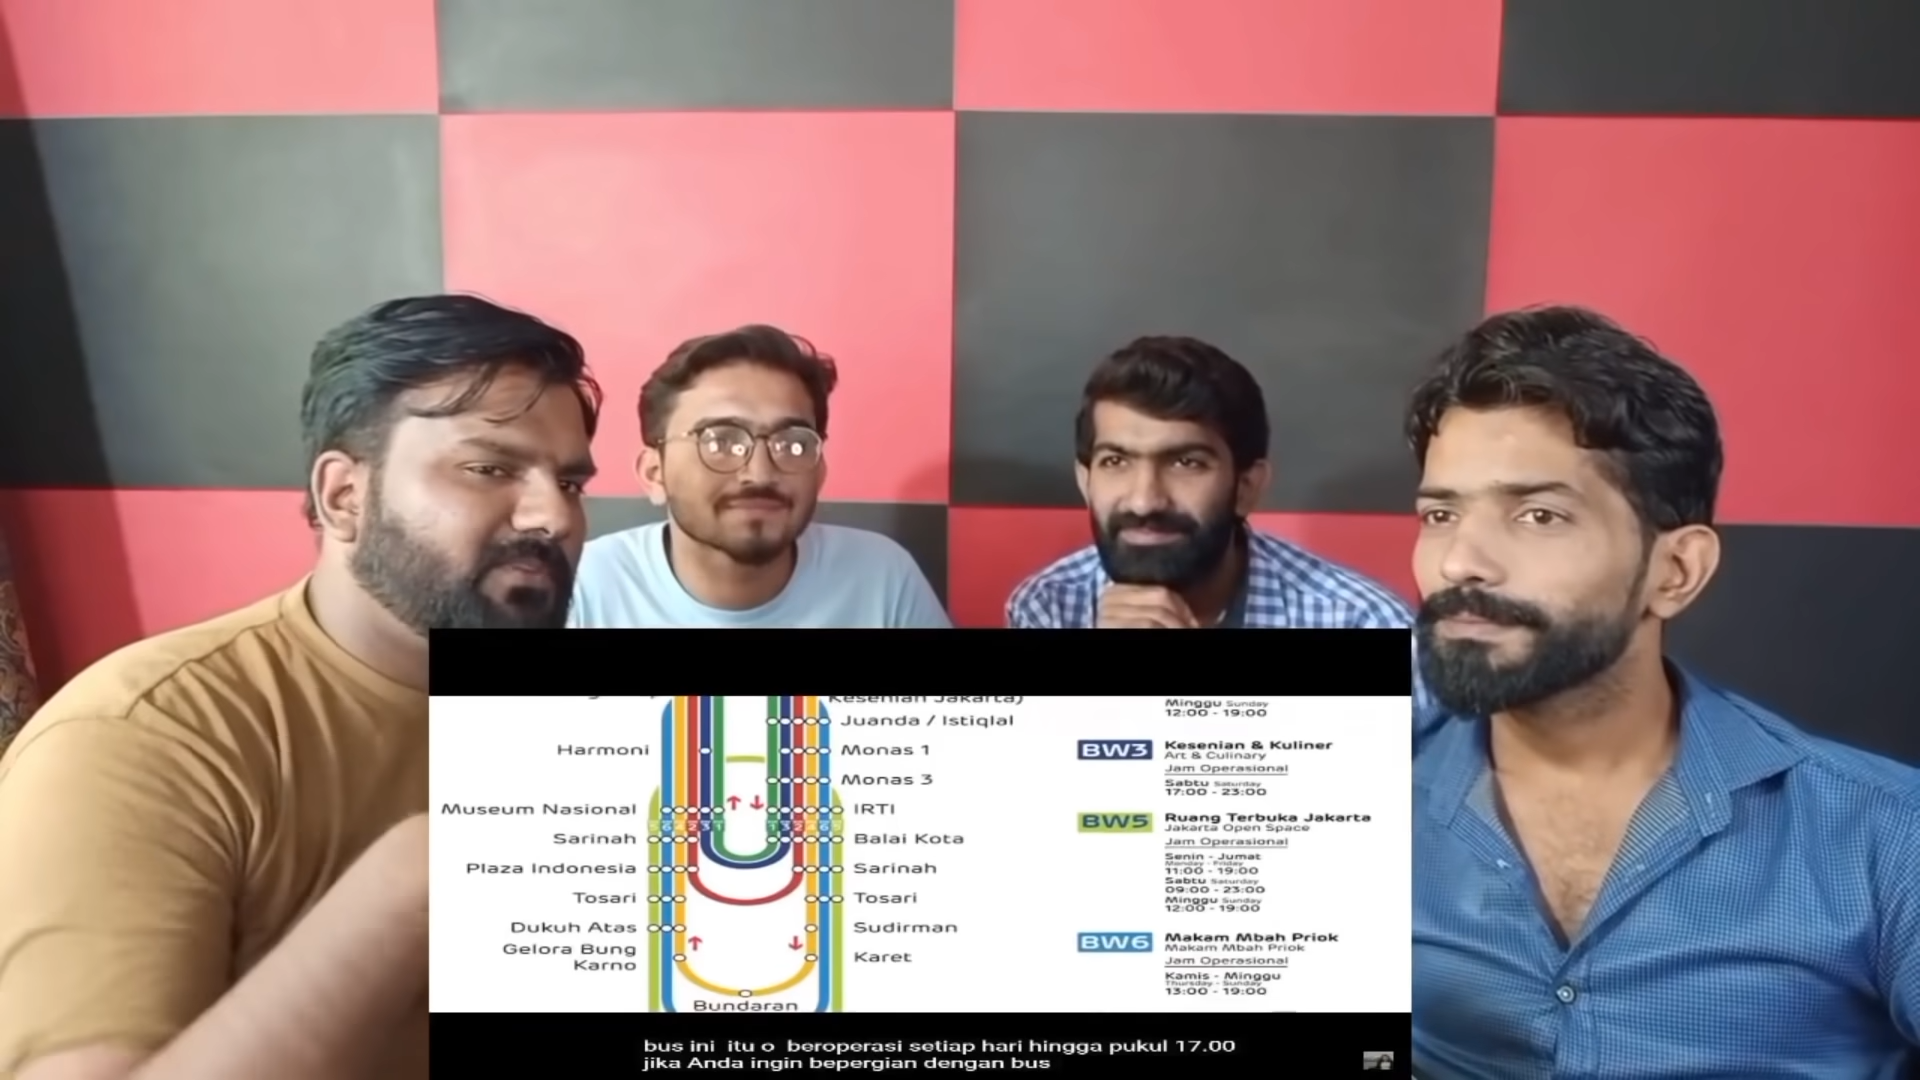 Kesenian Jakarta)
Juanda / Istiqlal
Harmoni
Monas 1
Monas 3
Museum Nasional
IRTI
Sarinah
Balai Kota
Plaza Indonesia
Sarinah
Tosari
Tosari
Dukuh Atas
Sudirman
Gelora Bung
Karno
Karet
Bundaran
Minggu Sunday
12:00 - 19:00
BW3
Kesenian & Kuliner
Art & Culinary
Jam Operasional
Sabtu Saturday
17:00 - 23:00
BW5
Ruang Terbuka Jakarta
Jakarta Open Space
Jam Operasional
Senin - Jumat
Monday - Friday
11:00 - 19:00
Sabtu Saturday
09:00 - 23:00
Minggu Sunday
12:00 - 19:00
BW6
Makam Mbah Priok
Makam Mbah Priok
Jam Operasional
Kamis - Minggu
Thursday - Sunday
13:00 - 19:00
bus ini itu o beroperasi setiap hari hingga pukul 17.00
jika Anda ingin bepergian dengan bus